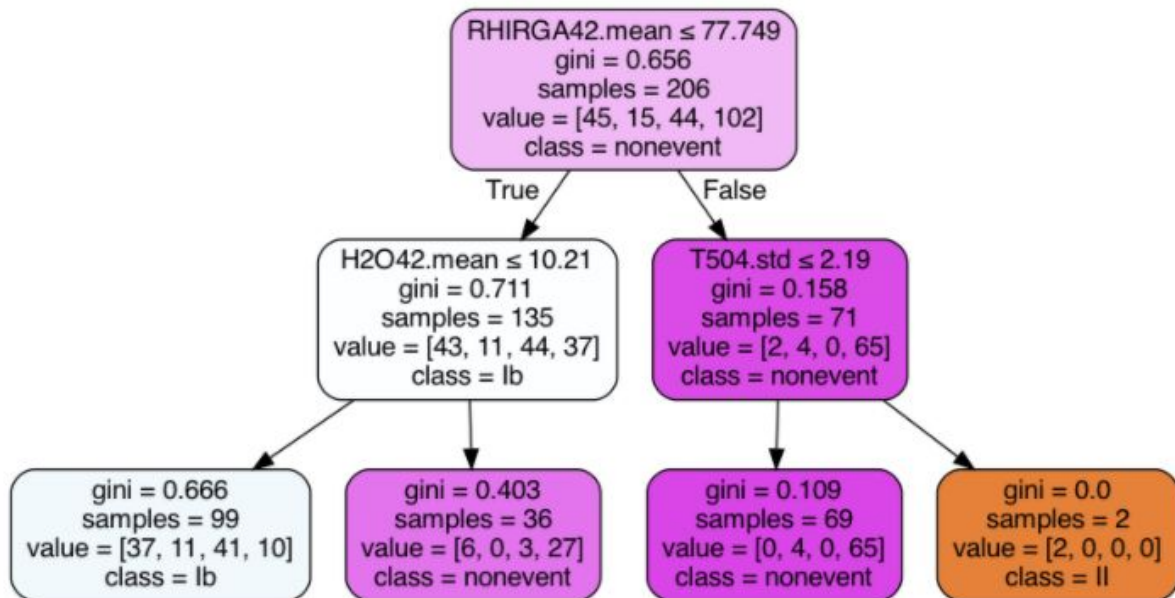 RHIRGA42.mean ≤ 77.749
gini = 0.656
samples = 206
value = [45, 15, 44, 102]
class = nonevent
True
False
H2O42.mean ≤ 10.21
gini = 0.711
samples = 135
value = [43, 11, 44, 37]
class = Ib
T504.std ≤ 2.19
gini = 0.158
samples = 71
value = [2, 4, 0, 65]
class = nonevent
gini = 0.666
samples = 99
value = [37, 11, 41, 10]
class = Ib
gini = 0.403
samples = 36
value = [6, 0, 3, 27]
class = nonevent
gini = 0.109
samples = 69
value = [0, 4, 0, 65]
class = nonevent
gini = 0.0
samples = 2
value = [2, 0, 0, 0]
class = II